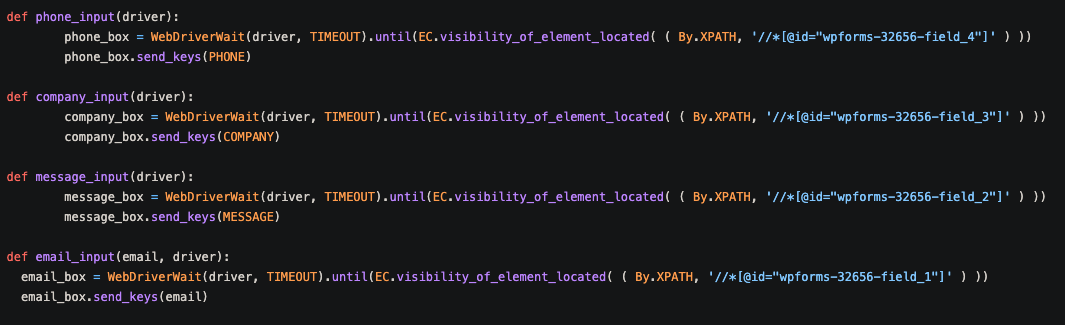 def phone_input(driver):
        phone_box = WebDriverWait(driver, TIMEOUT).until(EC.visibility_of_element_located( ( By.XPATH, '//*[@id="wpforms-32656-field_4"]' ) ))
        phone_box.send_keys(PHONE)

def company_input(driver):
        company_box = WebDriverWait(driver, TIMEOUT).until(EC.visibility_of_element_located( ( By.XPATH, '//*[@id="wpforms-32656-field_3"]' ) ))
        company_box.send_keys(COMPANY)

def message_input(driver):
        message_box = WebDriverWait(driver, TIMEOUT).until(EC.visibility_of_element_located( ( By.XPATH, '//*[@id="wpforms-32656-field_2"]' ) ))
        message_box.send_keys(MESSAGE)

def email_input(email, driver):
  email_box = WebDriverWait(driver, TIMEOUT).until(EC.visibility_of_element_located( ( By.XPATH, '//*[@id="wpforms-32656-field_1"]' ) ))
  email_box.send_keys(email)